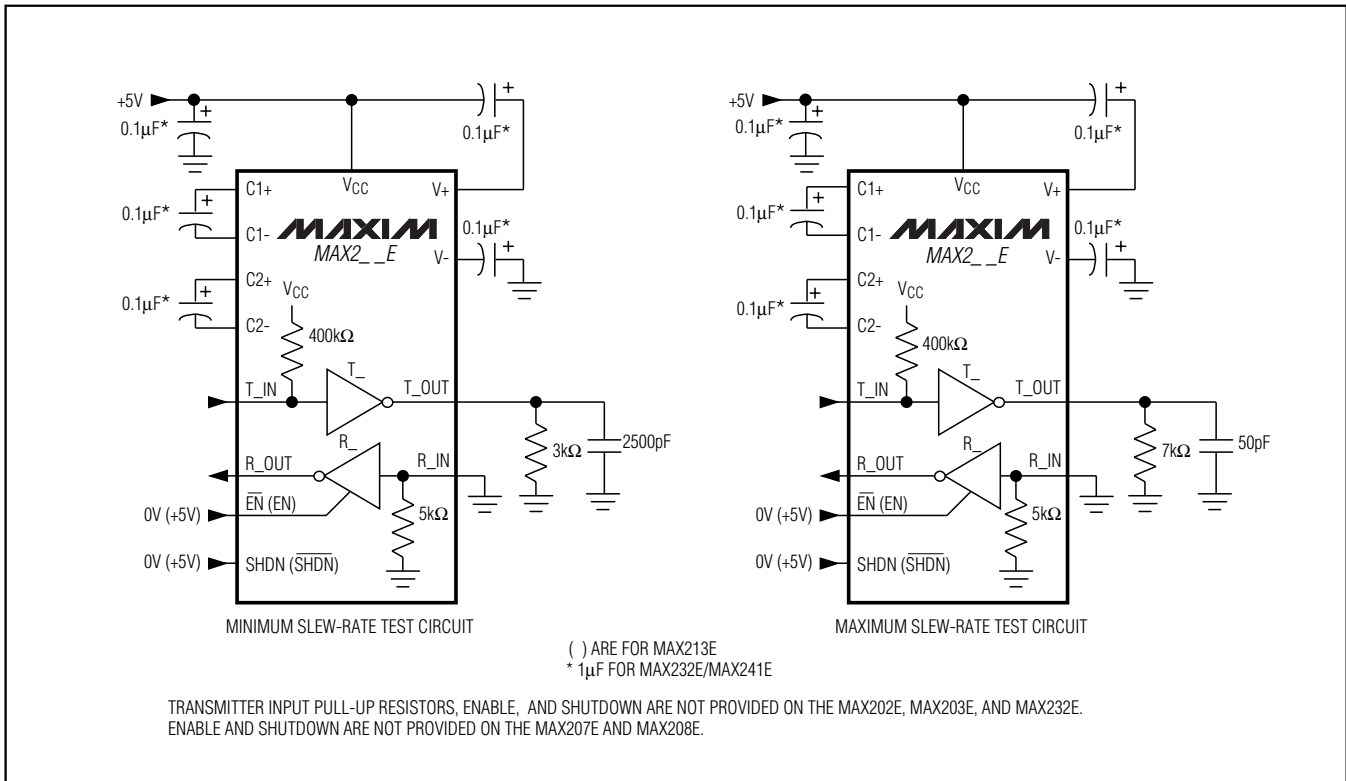 +5V
0.1µF*
+
0.1µF*
+
VCC
V+
C1+
C1-
0.1µF*
+
MAXIM
MAX2_ _E
0.1µF*
+
V-
C2+
C2-
0.1µF*
+
VCC
400kΩ
T_IN
T_
T_OUT
3kΩ
2500pF
R_OUT
R_
R_IN
5kΩ
0V (+5V)
E̅N̅ (EN)
0V (+5V)
SHDN (S̅H̅D̅N̅)
MINIMUM SLEW-RATE TEST CIRCUIT
+5V
0.1µF*
+
0.1µF*
+
VCC
V+
C1+
C1-
0.1µF*
+
MAXIM
MAX2_ _E
0.1µF*
+
V-
C2+
C2-
0.1µF*
+
VCC
400kΩ
T_IN
T_
T_OUT
7kΩ
50pF
R_OUT
R_
R_IN
5kΩ
0V (+5V)
E̅N̅ (EN)
0V (+5V)
SHDN (S̅H̅D̅N̅)
MAXIMUM SLEW-RATE TEST CIRCUIT
( ) ARE FOR MAX213E
* 1µF FOR MAX232E/MAX241E
TRANSMITTER INPUT PULL-UP RESISTORS, ENABLE, AND SHUTDOWN ARE NOT PROVIDED ON THE MAX202E, MAX203E, AND MAX232E.
ENABLE AND SHUTDOWN ARE NOT PROVIDED ON THE MAX207E AND MAX208E.